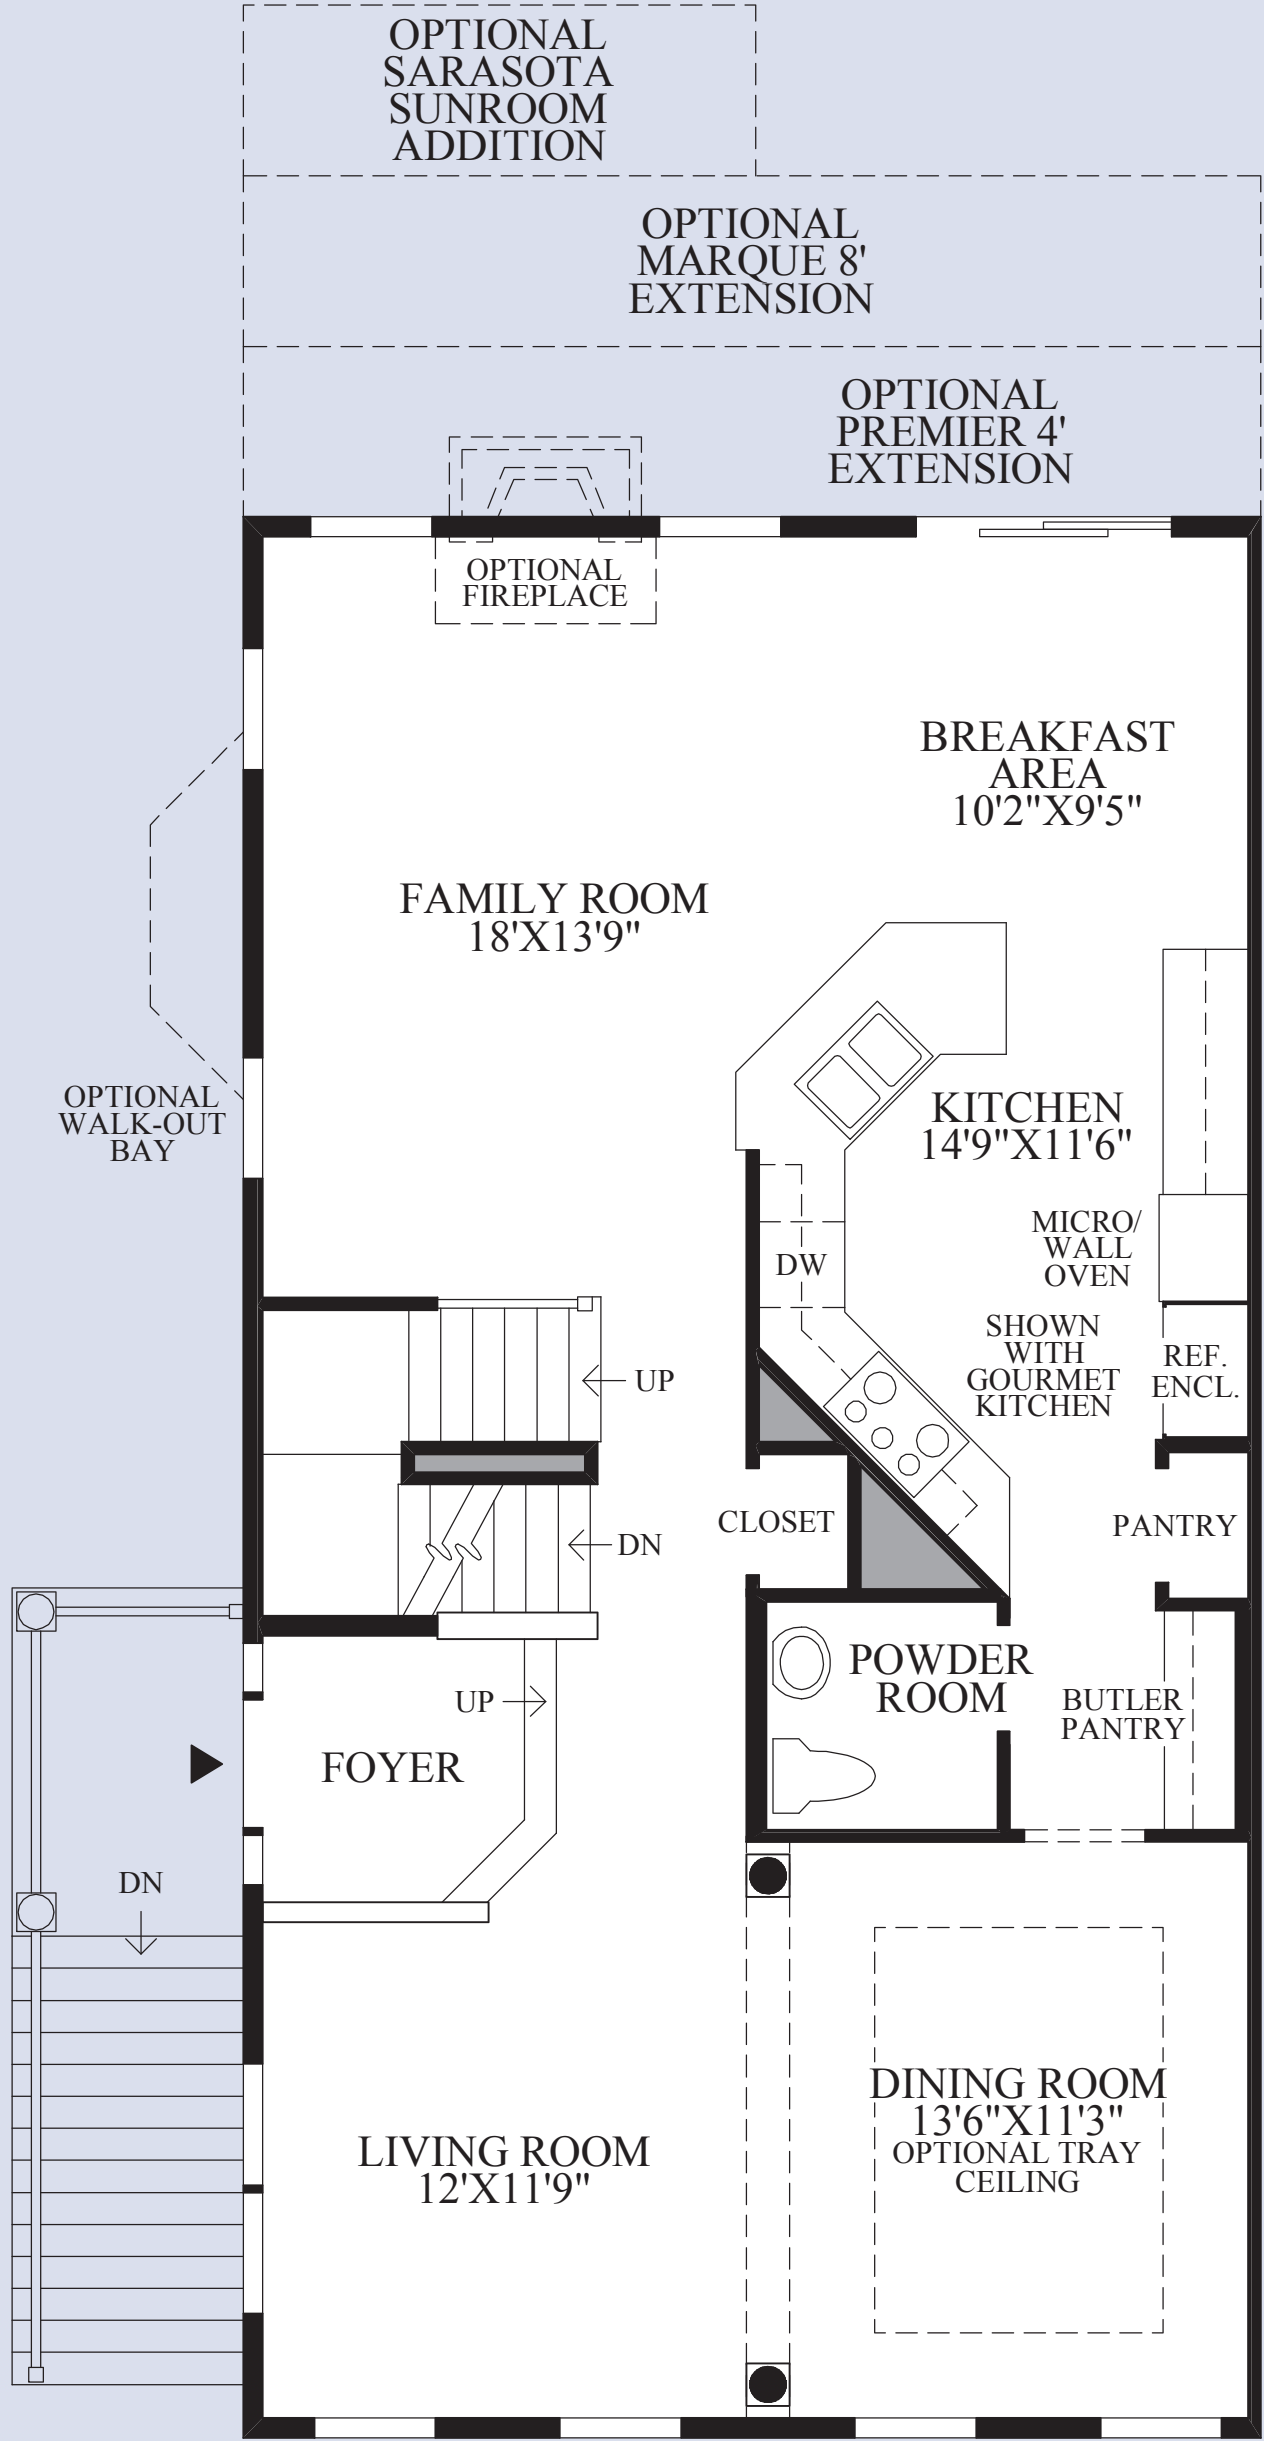 OPTIONAL
SARASOTA
SUNROOM
ADDITION
OPTIONAL
MARQUE 8'
EXTENSION
OPTIONAL
PREMIER 4'
EXTENSION
OPTIONAL
FIREPLACE
BREAKFAST
AREA
10'2"X9'5"
FAMILY ROOM
18'X13'9"
OPTIONAL
WALK-OUT
BAY
KITCHEN
14'9"X11'6"
MICRO/
WALL
OVEN
DW
SHOWN
WITH
GOURMET
KITCHEN
REF.
ENCL.
UP
CLOSET
PANTRY
DN
POWDER
ROOM
BUTLER
PANTRY
UP
FOYER
DN
DINING ROOM
13'6"X11'3"
OPTIONAL TRAY
CEILING
LIVING ROOM
12'X11'9"